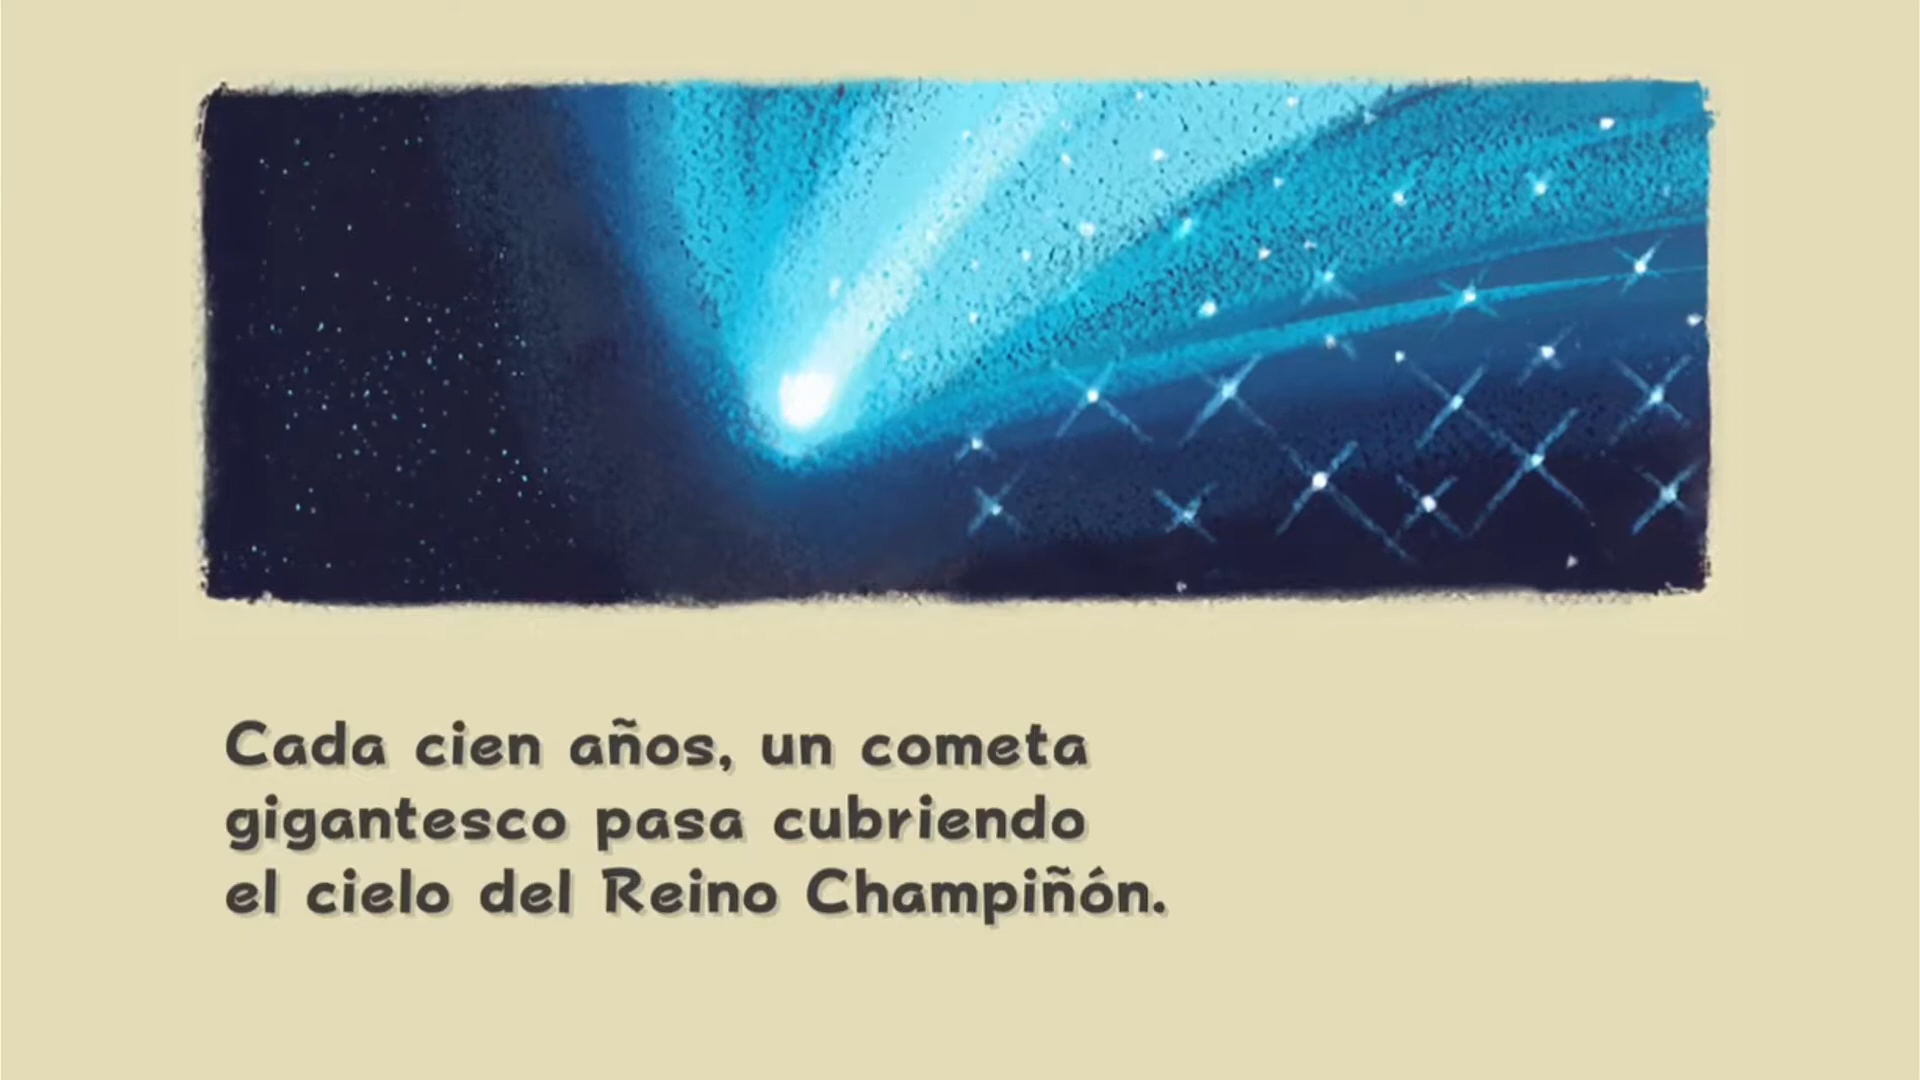 Cada cien años, un cometa
gigantesco pasa cubriendo
el cielo del Reino Champiñón.